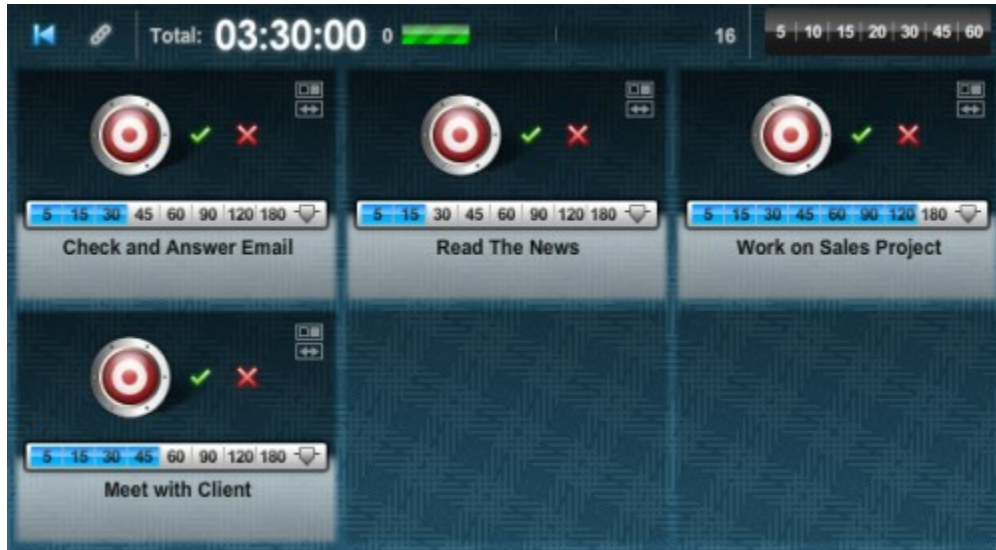 Total: 03:30:00 0 16 5 10 15 20 30 45 60
5 15 30 45 60 90 120 180
Check and Answer Email
5 15 30 45 60 90 120 180
Read The News
5 15 30 45 60 90 120 180
Work on Sales Project
5 15 30 45 60 90 120 180
Meet with Client